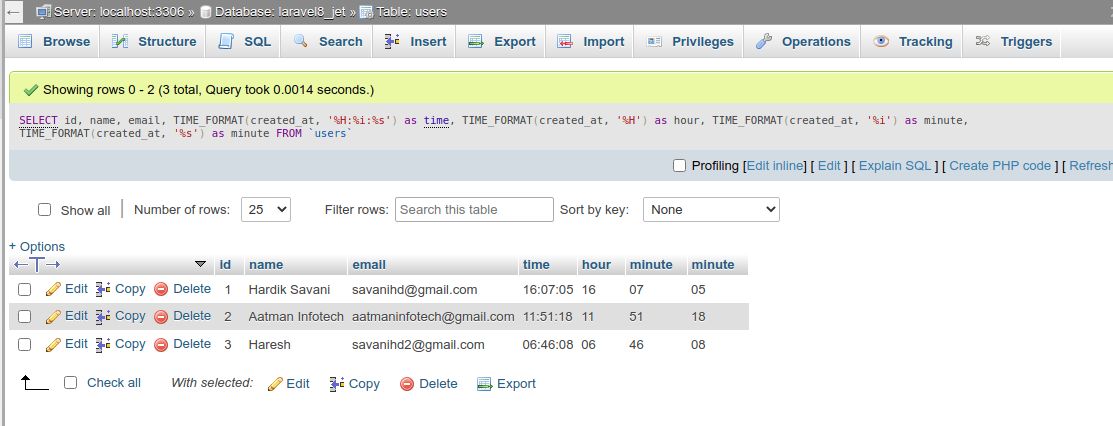 Server: localhost:3306 » Database: laravel8_jet » Table: users
Browse Structure SQL Search Insert Export Import Privileges Operations Tracking Triggers
Showing rows 0 - 2 (3 total, Query took 0.0014 seconds.)
SELECT id, name, email, TIME_FORMAT(created_at, '%H:%i:%s') as time, TIME_FORMAT(created_at, '%H') as hour, TIME_FORMAT(created_at, '%i') as minute,
TIME_FORMAT(created_at, '%s') as minute FROM `users`
Profiling [Edit inline] [ Edit ] [ Explain SQL ] [ Create PHP code ] [ Refresh
Show all Number of rows: 25 Filter rows: Search this table Sort by key: None
+ Options
id name email time hour minute minute
Edit Copy Delete 1 Hardik Savani savanihd@gmail.com 16:07:05 16 07 05
Edit Copy Delete 2 Aatman Infotech aatmaninfotech@gmail.com 11:51:18 11 51 18
Edit Copy Delete 3 Haresh savanihd2@gmail.com 06:46:08 06 46 08
Check all With selected: Edit Copy Delete Export